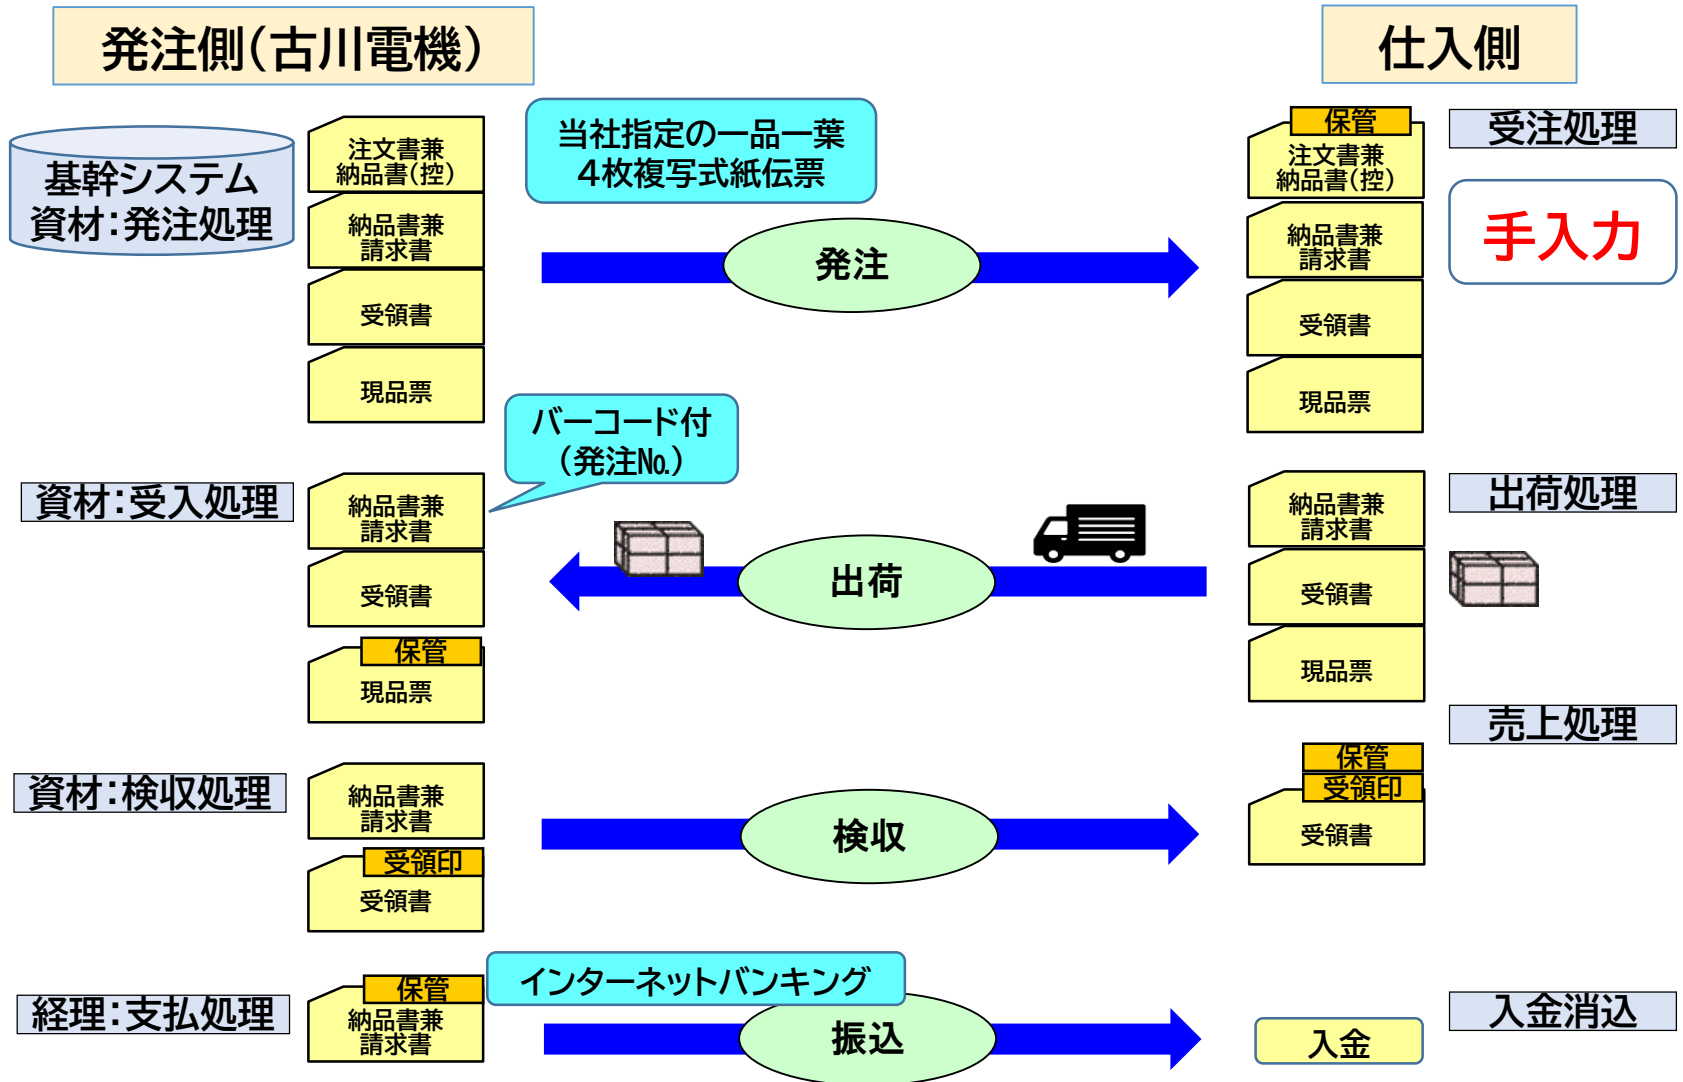 発注側（古川電機）
仕入側
基幹システム
資材：発注処理
注文書兼
納品書（控）
納品書兼
請求書
受領書
現品票
当社指定の一品一葉
４枚複写式紙伝票
発注
保管
注文書兼
納品書（控）
納品書兼
請求書
受領書
現品票
受注処理
手入力
資材：受入処理
納品書兼
請求書
受領書
保管
現品票
バーコード付
（発注№）
出荷
納品書兼
請求書
受領書
現品票
出荷処理
売上処理
資材：検収処理
納品書兼
請求書
受領印
受領書
検収
保管
受領印
受領書
経理：支払処理
保管
納品書兼
請求書
インターネットバンキング
振込
入金
入金消込